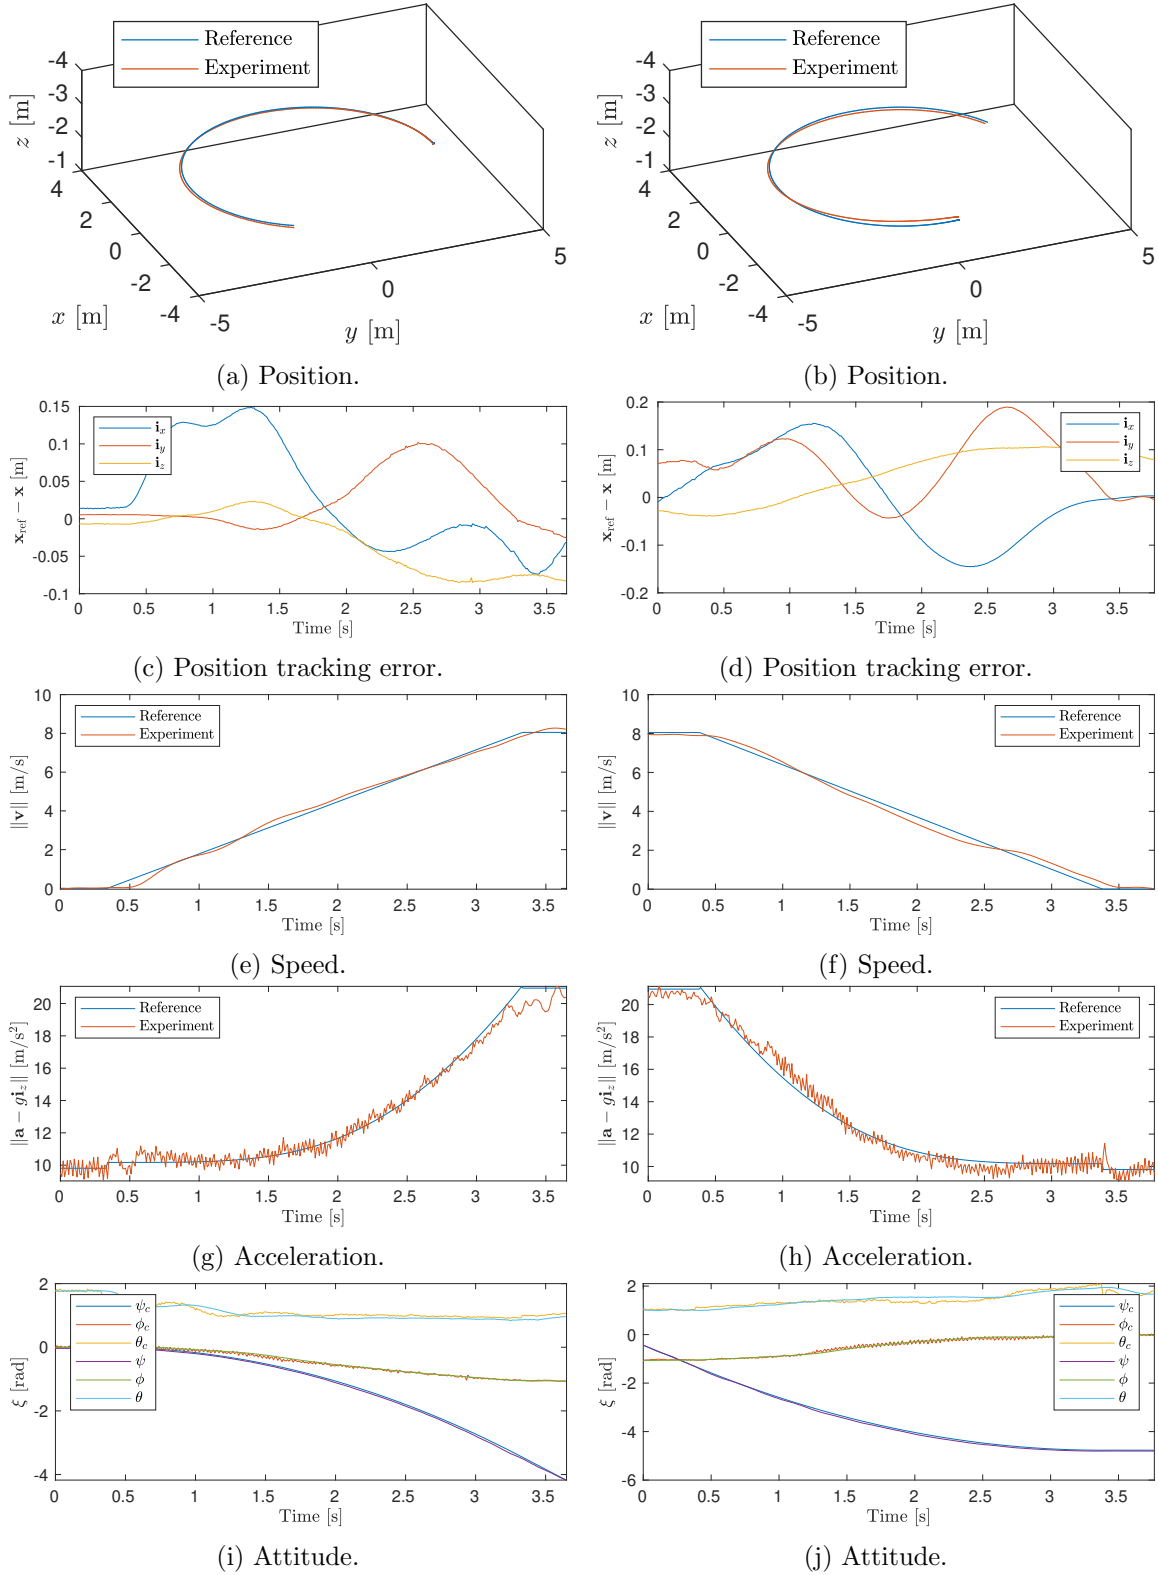 Reference
Experiment
-4
-3
-2
-1
z [m]
4
2
0
-2
-4
x [m]
-5
0
5
y [m]
(a) Position.
Reference
Experiment
-4
-3
-2
-1
z [m]
4
2
0
-2
-4
x [m]
-5
0
5
y [m]
(b) Position.
0.15
0.1
0.05
0
-0.05
-0.1
x_ref − x [m]
i_x
i_y
i_z
0 0.5 1 1.5 2 2.5 3 3.5
Time [s]
(c) Position tracking error.
0.2
0.1
0
-0.1
-0.2
x_ref − x [m]
i_x
i_y
i_z
0 0.5 1 1.5 2 2.5 3 3.5
Time [s]
(d) Position tracking error.
10
8
6
4
2
0
||v|| [m/s]
Reference
Experiment
0 0.5 1 1.5 2 2.5 3 3.5
Time [s]
(e) Speed.
10
8
6
4
2
0
||v|| [m/s]
Reference
Experiment
0 0.5 1 1.5 2 2.5 3 3.5
Time [s]
(f) Speed.
20
18
16
14
12
10
||a − gi_z|| [m/s²]
Reference
Experiment
0 0.5 1 1.5 2 2.5 3 3.5
Time [s]
(g) Acceleration.
20
18
16
14
12
10
||a − gi_z|| [m/s²]
Reference
Experiment
0 0.5 1 1.5 2 2.5 3 3.5
Time [s]
(h) Acceleration.
2
0
-2
-4
ξ [rad]
ψ_c
ϕ_c
θ_c
ψ
ϕ
θ
0 0.5 1 1.5 2 2.5 3 3.5
Time [s]
(i) Attitude.
2
0
-2
-4
-6
ξ [rad]
ψ_c
ϕ_c
θ_c
ψ
ϕ
θ
0 0.5 1 1.5 2 2.5 3 3.5
Time [s]
(j) Attitude.